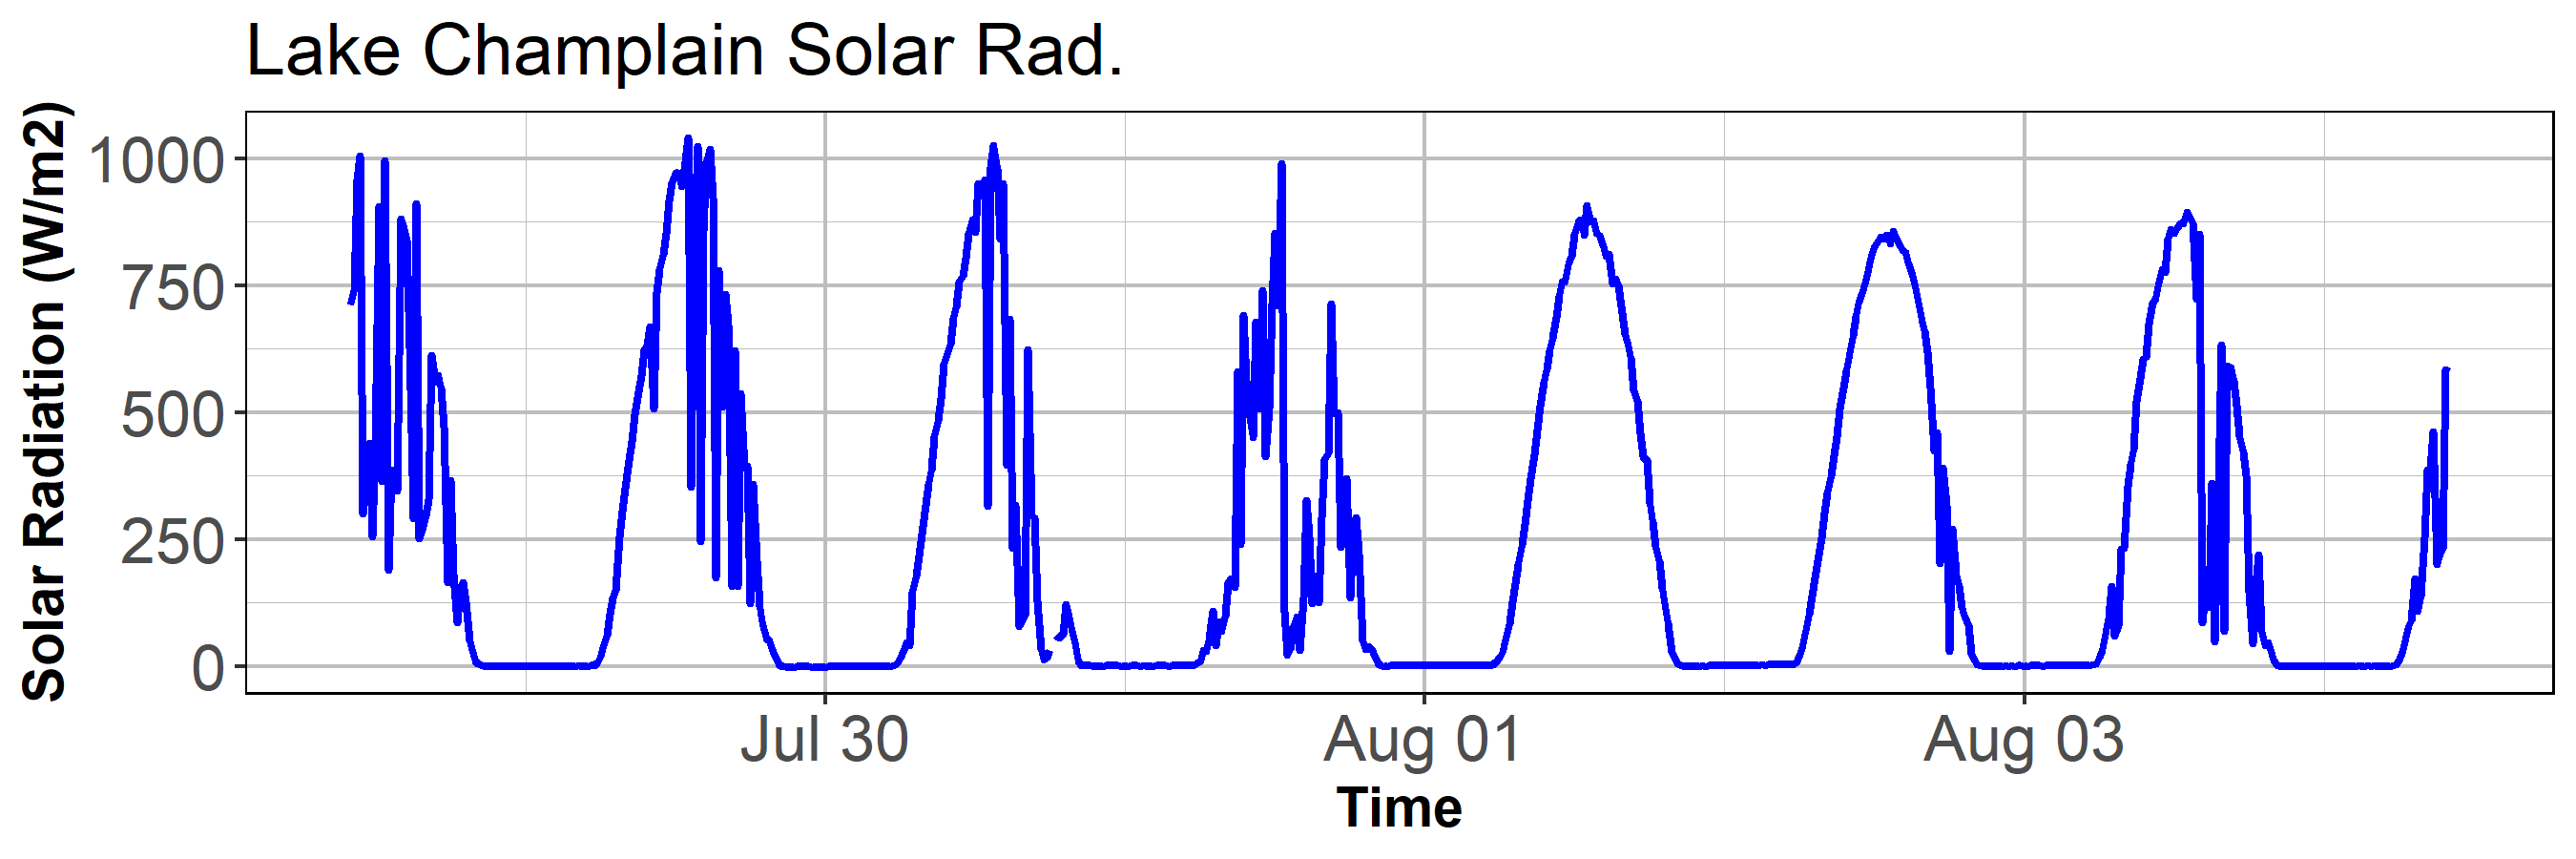 Lake Champlain Solar Rad.
Solar Radiation (W/m2)
1000
750
500
250
0
Jul 30
Aug 01
Aug 03
Time